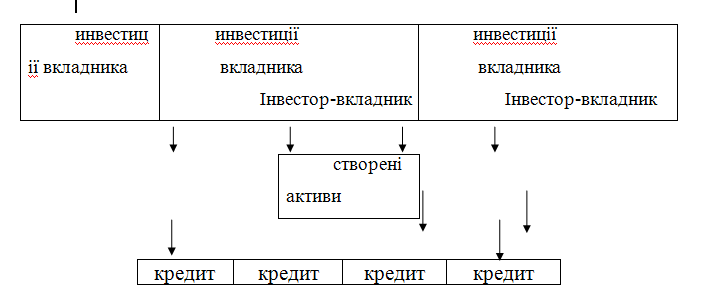 инвестиц
ії вкладника
инвестиції
вкладника
Інвестор-вкладник
инвестиції
вкладника
Інвестор-вкладник
створені
активи
кредит кредит кредит кредит